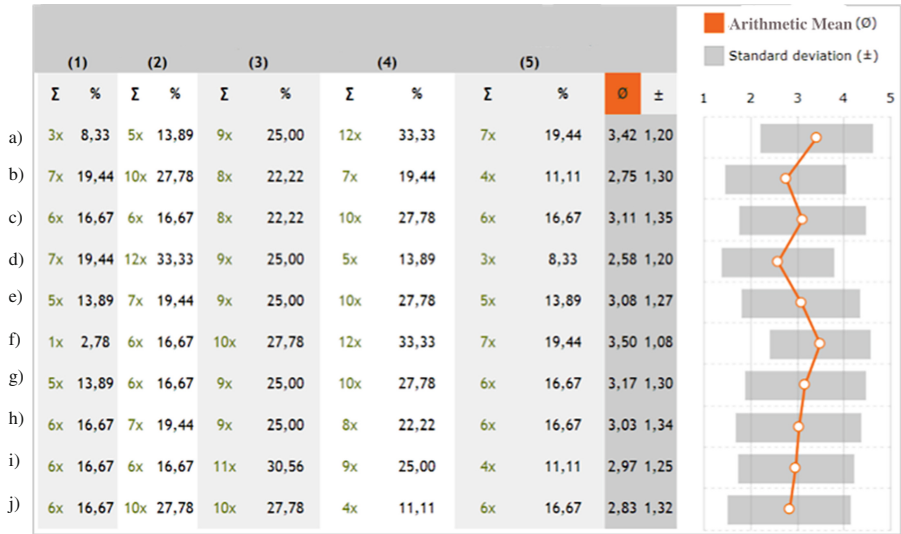 Arithmetic Mean (Ø)
Standard deviation (±)
(1) (2) (3) (4) (5)
Σ % Σ % Σ % Σ % Σ % Ø ± 1 2 3 4 5
a) 3x 8,33 5x 13,89 9x 25,00 12x 33,33 7x 19,44 3,42 1,20
b) 7x 19,44 10x 27,78 8x 22,22 7x 19,44 4x 11,11 2,75 1,30
c) 6x 16,67 6x 16,67 8x 22,22 10x 27,78 6x 16,67 3,11 1,35
d) 7x 19,44 12x 33,33 9x 25,00 5x 13,89 3x 8,33 2,58 1,20
e) 5x 13,89 7x 19,44 9x 25,00 10x 27,78 5x 13,89 3,08 1,27
f) 1x 2,78 6x 16,67 10x 27,78 12x 33,33 7x 19,44 3,50 1,08
g) 5x 13,89 6x 16,67 9x 25,00 10x 27,78 6x 16,67 3,17 1,30
h) 6x 16,67 7x 19,44 9x 25,00 8x 22,22 6x 16,67 3,03 1,34
i) 6x 16,67 6x 16,67 11x 30,56 9x 25,00 4x 11,11 2,97 1,25
j) 6x 16,67 10x 27,78 10x 27,78 4x 11,11 6x 16,67 2,83 1,32